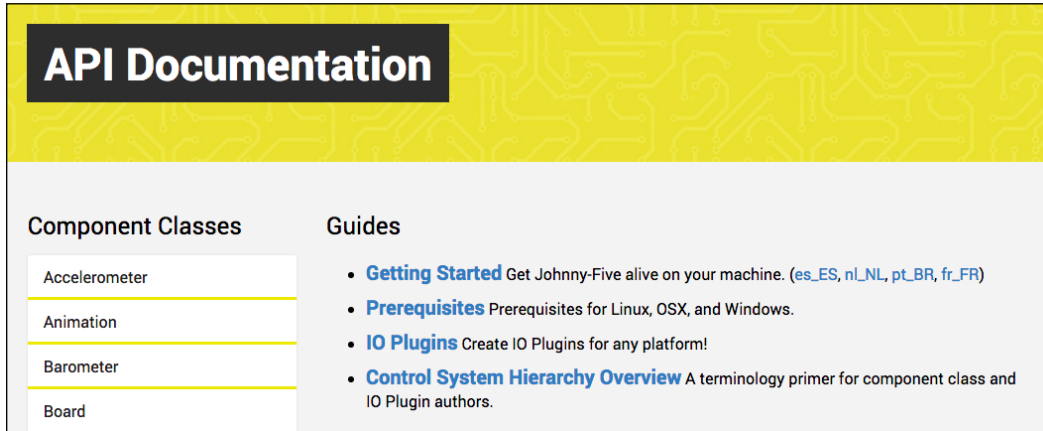 API Documentation
Component Classes
Accelerometer
Animation
Barometer
Board
Guides
Getting Started Get Johnny-Five alive on your machine. (es_ES, nl_NL, pt_BR, fr_FR)
Prerequisites Prerequisites for Linux, OSX, and Windows.
IO Plugins Create IO Plugins for any platform!
Control System Hierarchy Overview A terminology primer for component class and
IO Plugin authors.